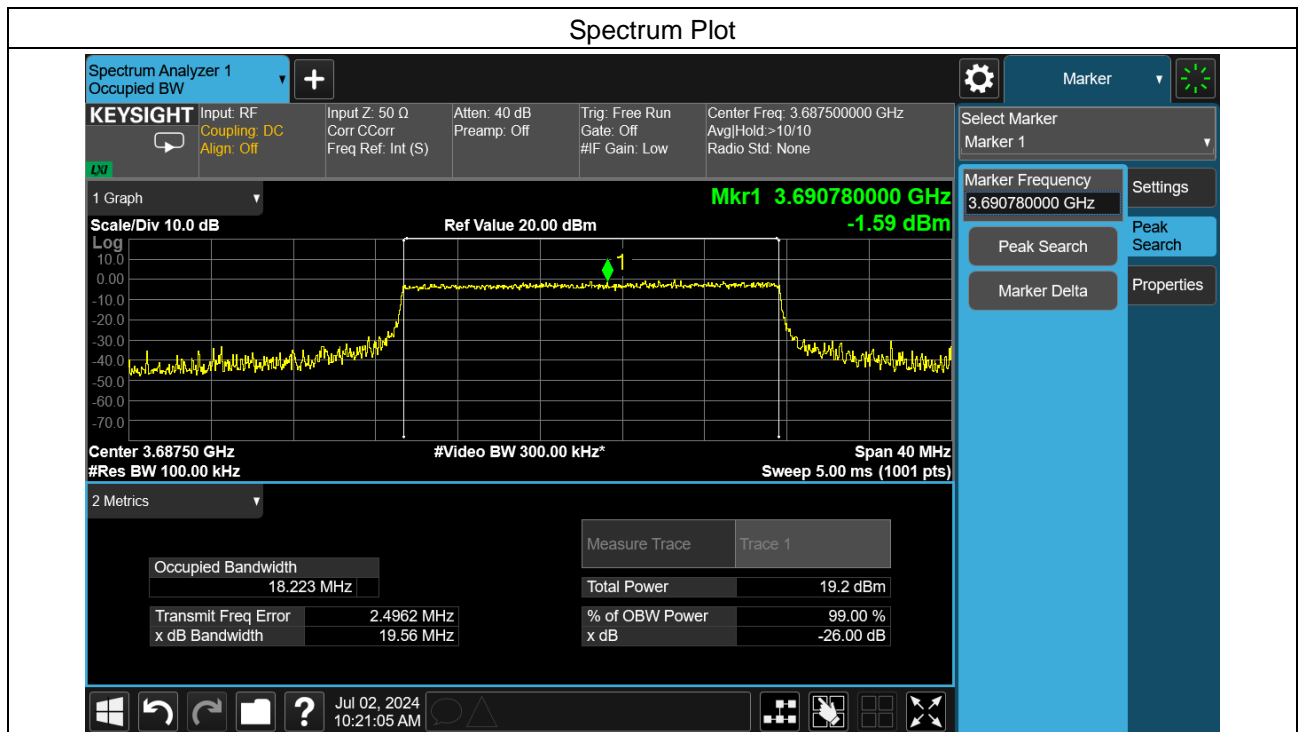 Spectrum Plot
Spectrum Analyzer 1
Occupied BW
+
Marker
KEYSIGHT
Input: RF
Coupling: DC
Align: Off
Input Z: 50 Ω
Corr CCorr
Freq Ref: Int (S)
Atten: 40 dB
Preamp: Off
Trig: Free Run
Gate: Off
#IF Gain: Low
Center Freq: 3.687500000 GHz
Avg|Hold:>10/10
Radio Std: None
LXI
Select Marker
Marker 1
Marker Frequency
3.690780000 GHz
Settings
Peak Search
Peak
Search
Marker Delta
Properties
1 Graph
Mkr1 3.690780000 GHz
-1.59 dBm
Scale/Div 10.0 dB
Ref Value 20.00 dBm
Log
10.0
0.00
-10.0
-20.0
-30.0
-40.0
-50.0
-60.0
-70.0
1
Center 3.68750 GHz
#Video BW 300.00 kHz*
Span 40 MHz
#Res BW 100.00 kHz
Sweep 5.00 ms (1001 pts)
2 Metrics
Measure Trace
Trace 1
Occupied Bandwidth
18.223 MHz
Total Power
19.2 dBm
Transmit Freq Error
2.4962 MHz
% of OBW Power
99.00 %
x dB Bandwidth
19.56 MHz
x dB
-26.00 dB
?
Jul 02, 2024
10:21:05 AM